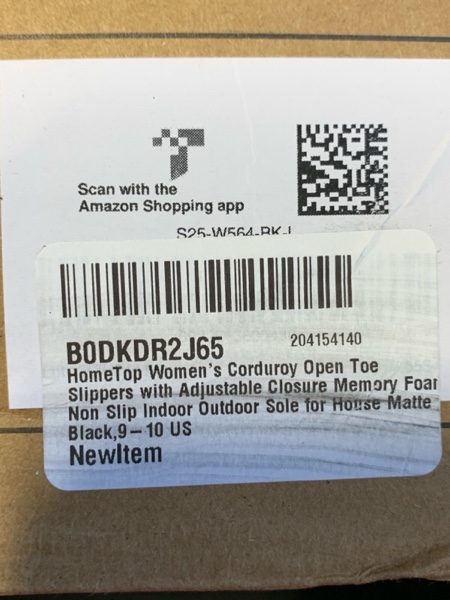 Scan with the
Amazon Shopping app
S25-W564-BK-L
B0DKDR2J65
204154140
HomeTop Women's Corduroy Open Toe
Slippers with Adjustable Closure Memory Foam
Non Slip Indoor Outdoor Sole for House Matte
Black,9-10 US
NewItem